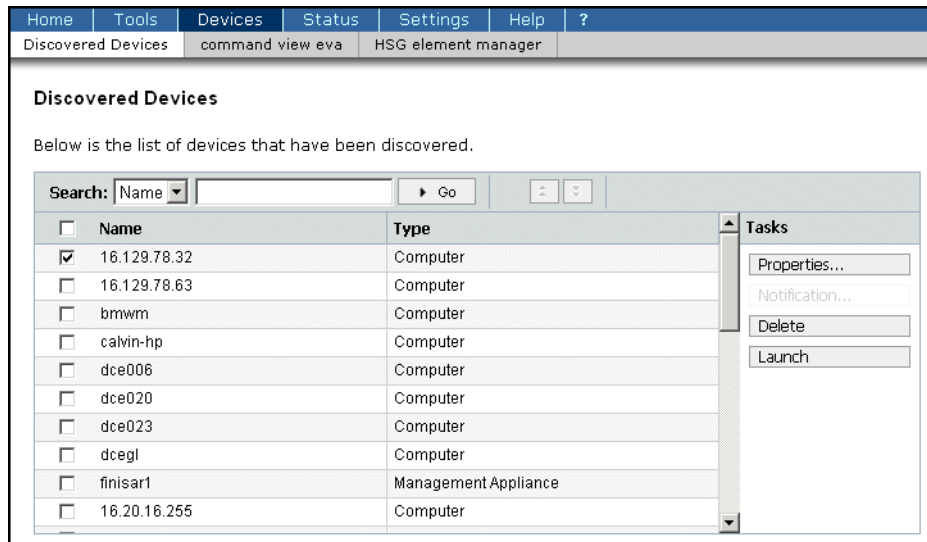 Home Tools Devices Status Settings Help ?
Discovered Devices command view eva HSG element manager
Discovered Devices
Below is the list of devices that have been discovered.
Search: Name Go
Name Type Tasks
16.129.78.32 Computer Properties...
16.129.78.63 Computer Notification...
bmwm Computer Delete
calvin-hp Computer Launch
dce006 Computer
dce020 Computer
dce023 Computer
dcegl Computer
finisar1 Management Appliance
16.20.16.255 Computer